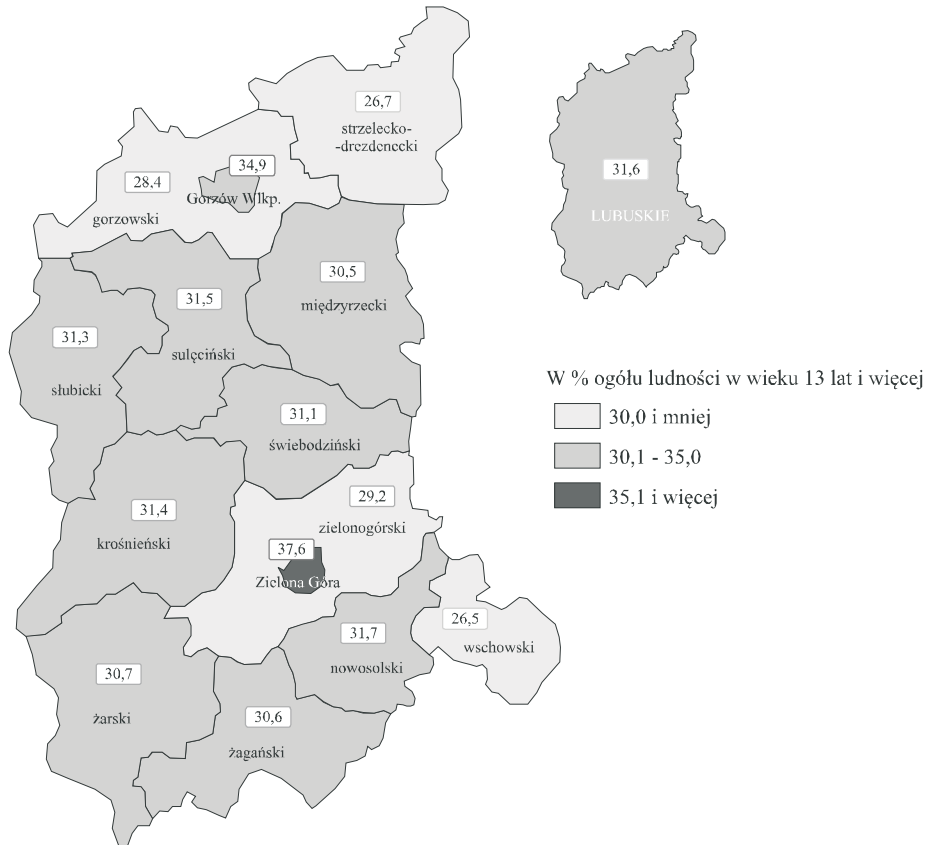 26,7
strzelecko-
-drezdenecki
34,9
Gorzów Wlkp.
28,4
gorzowski
31,6
LUBUSKIE
30,5
międzyrzecki
31,5
sulęciński
31,3
słubicki
31,1
świebodziński
W % ogółu ludności w wieku 13 lat i więcej
30,0 i mniej
30,1 - 35,0
35,1 i więcej
29,2
zielonogórski
31,4
krośnieński
37,6
Zielona Góra
26,5
wschowski
31,7
nowosolski
30,7
żarski
30,6
żagański